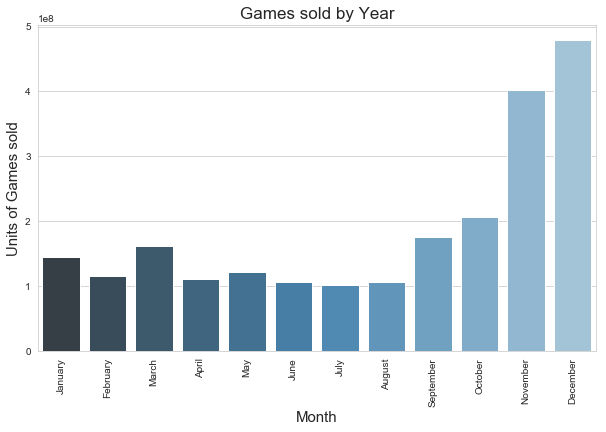 Games sold by Year
1e8
5
4
3
2
1
0
Units of Games sold
January
February
March
April
May
June
July
August
September
October
November
December
Month